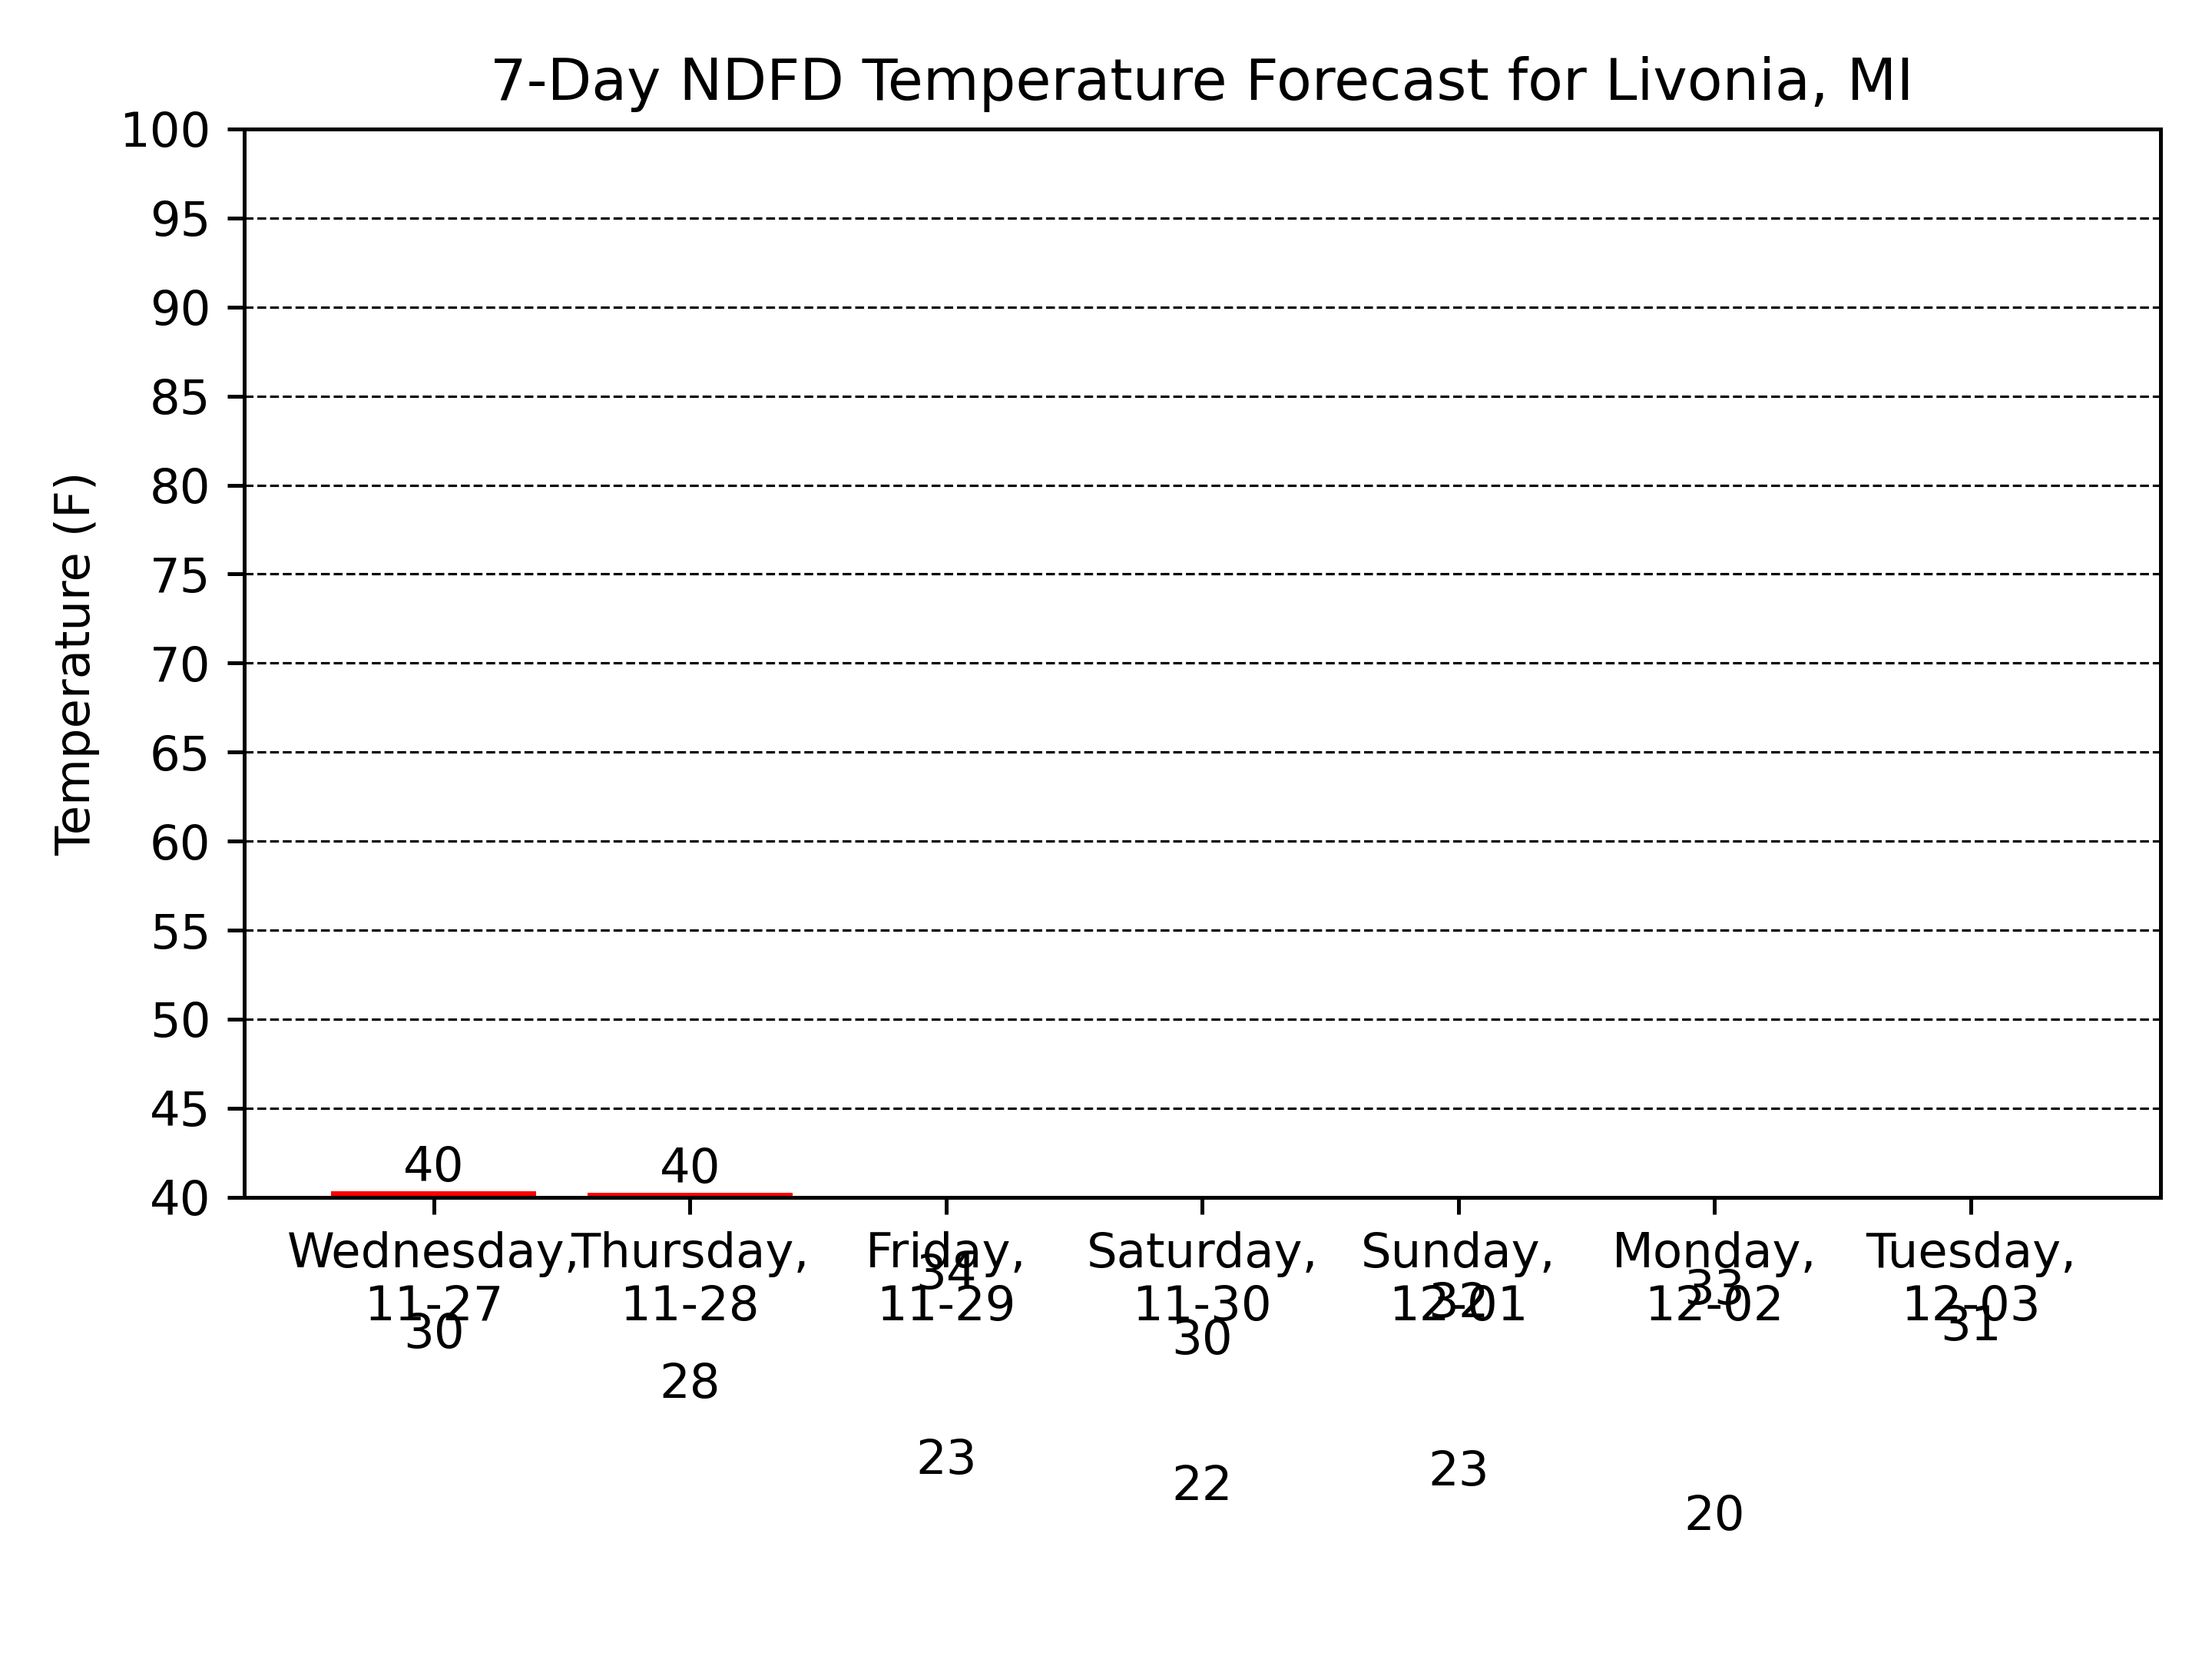 7-Day NDFD Temperature Forecast for Livonia, MI
100
95
90
85
80
75
70
65
60
55
50
45
40
Temperature (F)
40 40
Wednesday, Thursday, Friday, Saturday, Sunday, Monday, Tuesday,
11-27 11-28 11-29 11-30 12-01 12-02 12-03
34 32 33 31
30 30
28
23 22 23 20